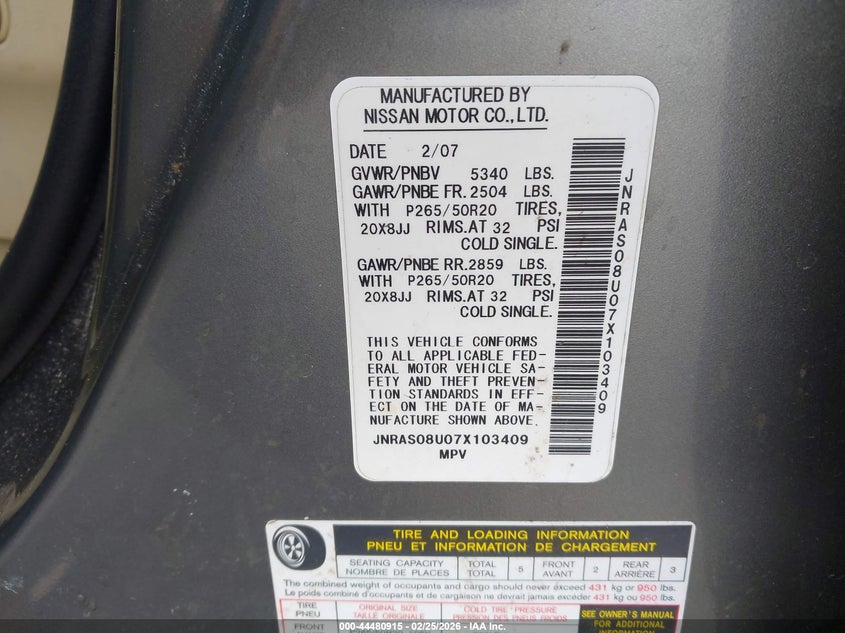 MANUFACTURED BY
NISSAN MOTOR CO.,LTD.
DATE 2/07
GVWR/PNBV 5340 LBS.
GAWR/PNBE FR. 2504 LBS.
WITH P265/50R20 TIRES,
20X8JJ RIMS.AT 32 PSI
COLD SINGLE.
GAWR/PNBE RR. 2859 LBS.
WITH P265/50R20 TIRES,
20X8JJ RIMS.AT 32 PSI
COLD SINGLE.
THIS VEHICLE CONFORMS
TO ALL APPLICABLE FED-
ERAL MOTOR VEHICLE SA-
FETY AND THEFT PREVEN-
TION STANDARDS IN EFF-
ECT ON THE DATE OF MA-
NUFACTURE SHOWN ABOVE.
JNRAS08U07X103409
MPV
JNRAS08U07X103409
TIRE AND LOADING INFORMATION
PNEU ET INFORMATION DE CHARGEMENT
SEATING CAPACITY TOTAL 5 FRONT 2 REAR 3
NOMBRE DE PLACES TOTAL AVANT ARRIÈRE
The combined weight of occupants and cargo should never exceed 431 kg or 950 lbs.
Le poids combiné d'occupants et de cargaison ne devrait jamais excéder 431 kg ou 950 lbs.
TIRE ORIGINAL SIZE COLD TIRE PRESSURE SEE OWNER'S MANUAL
PNEU TAILLE ORIGINALE PRESSION DES PNEUS À FROID FOR ADDITIONAL
FRONT INFORMATION
000-44480915 - 02/25/2026 - IAA Inc.